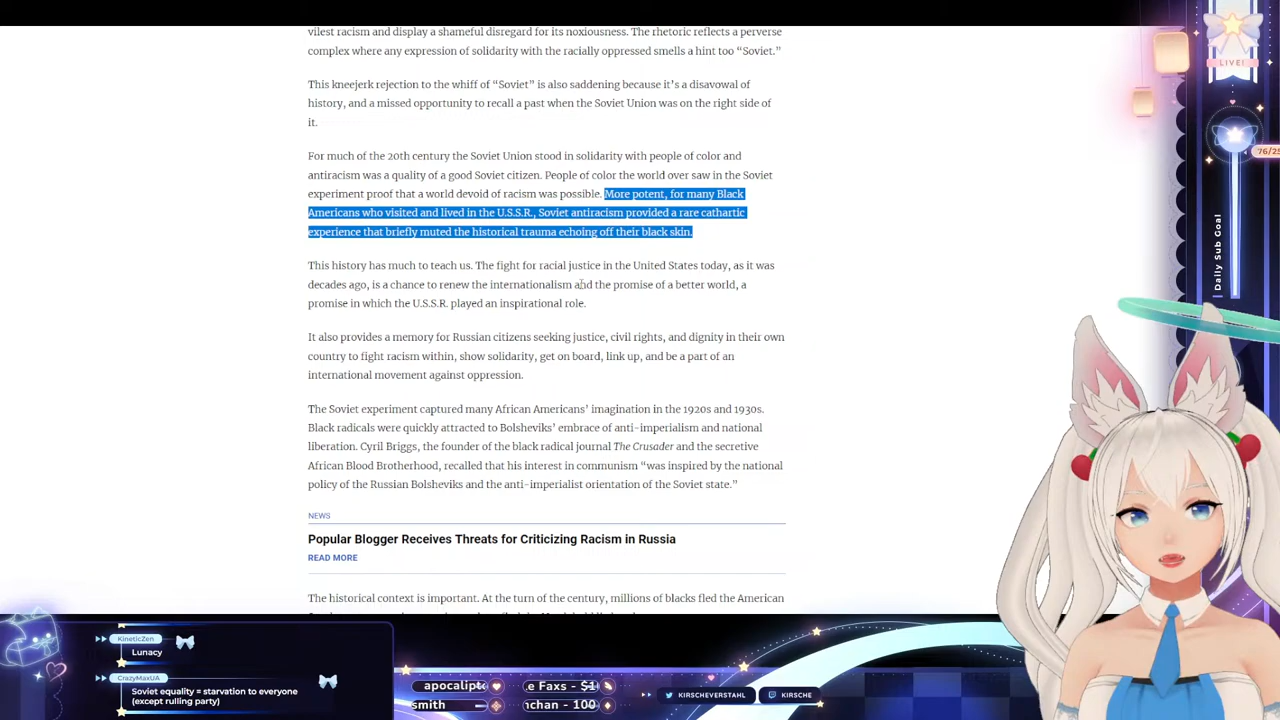 vilest racism and display a shameful disregard for its noxiousness. The rhetoric reflects a perverse
complex where any expression of solidarity with the racially oppressed smells a hint too “Soviet.”
This kneejerk rejection to the whiff of “Soviet” is also saddening because it’s a disavowal of
history, and a missed opportunity to recall a past when the Soviet Union was on the right side of
it.
For much of the 20th century the Soviet Union stood in solidarity with people of color and
antiracism was a quality of a good Soviet citizen. People of color the world over saw in the Soviet
experiment proof that a world devoid of racism was possible. More potent, for many Black
Americans who visited and lived in the U.S.S.R., Soviet antiracism provided a rare cathartic
experience that briefly muted the historical trauma echoing off their black skin.
This history has much to teach us. The fight for racial justice in the United States today, as it was
decades ago, is a chance to renew the internationalism and the promise of a better world, a
promise in which the U.S.S.R. played an inspirational role.
It also provides a memory for Russian citizens seeking justice, civil rights, and dignity in their own
country to fight racism within, show solidarity, get on board, link up, and be a part of an
international movement against oppression.
The Soviet experiment captured many African Americans’ imagination in the 1920s and 1930s.
Black radicals were quickly attracted to Bolsheviks’ embrace of anti-imperialism and national
liberation. Cyril Briggs, the founder of the black radical journal The Crusader and the secretive
African Blood Brotherhood, recalled that his interest in communism “was inspired by the national
policy of the Russian Bolsheviks and the anti-imperialist orientation of the Soviet state.”
NEWS
Popular Blogger Receives Threats for Criticizing Racism in Russia
READ MORE
The historical context is important. At the turn of the century, millions of blacks fled the American
LIVE!
76/25
Daily Sub Goal
KineticZen
Lunacy
CrazyMaxUA
Soviet equality = starvation to everyone
(except rulling party)
apocalipt
e Faxs - $1
smith
chan - 100
KIRSCHEVERSTAHL
KIRSCHE